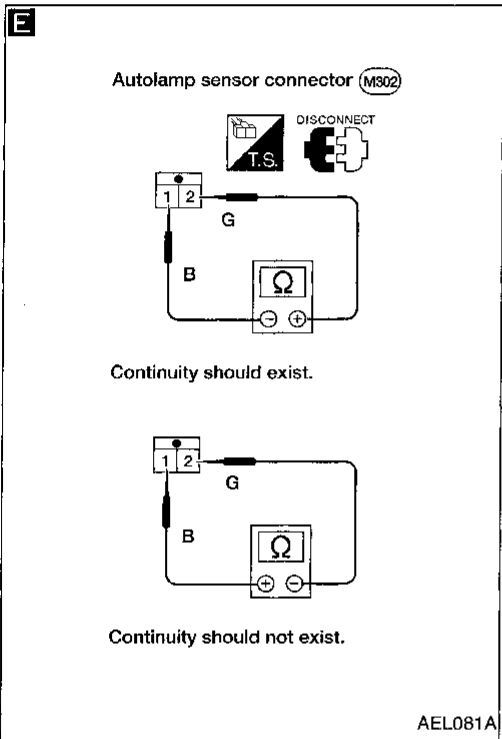 E
Autolamp sensor connector M302
T.S.
DISCONNECT
1 2
G
B
Ω
− +
Continuity should exist.
1 2
G
B
Ω
+ −
Continuity should not exist.
AEL081A